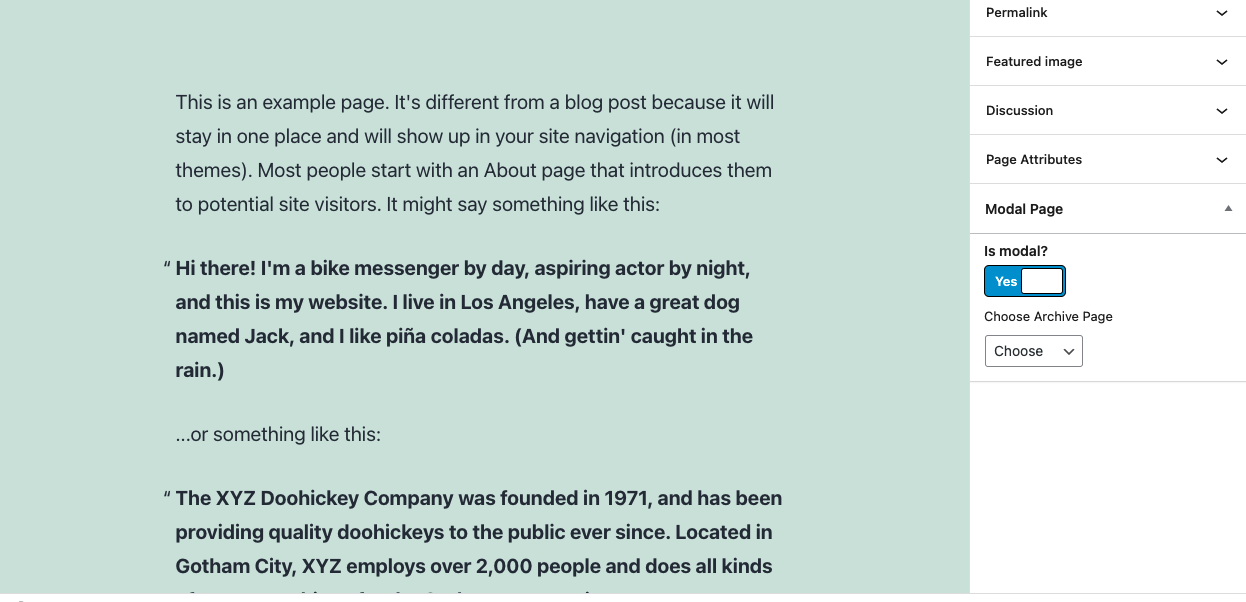 This is an example page. It's different from a blog post because it will
stay in one place and will show up in your site navigation (in most
themes). Most people start with an About page that introduces them
to potential site visitors. It might say something like this:
“ Hi there! I'm a bike messenger by day, aspiring actor by night,
and this is my website. I live in Los Angeles, have a great dog
named Jack, and I like piña coladas. (And gettin' caught in the
rain.)
...or something like this:
“ The XYZ Doohickey Company was founded in 1971, and has been
providing quality doohickeys to the public ever since. Located in
Gotham City, XYZ employs over 2,000 people and does all kinds
Permalink
Featured image
Discussion
Page Attributes
Modal Page
Is modal?
Yes
Choose Archive Page
Choose